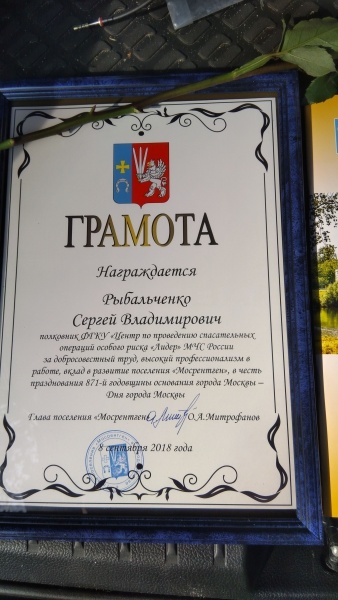 ГРАМОТА
Награждается
Рыбальченко
Сергей Владимирович
полковник ФГКУ «Центр по проведению спасательных
операций особого риска «Лидер» МЧС России
за добросовестный труд, высокий профессионализм в
работе, вклад в развитие поселения «Мосрентген», в честь
празднования 871-й годовщины основания города Москвы –
Дня города Москвы
Глава поселения «Мосрентген» О.А.Митрофанов
8 сентября 2018 года